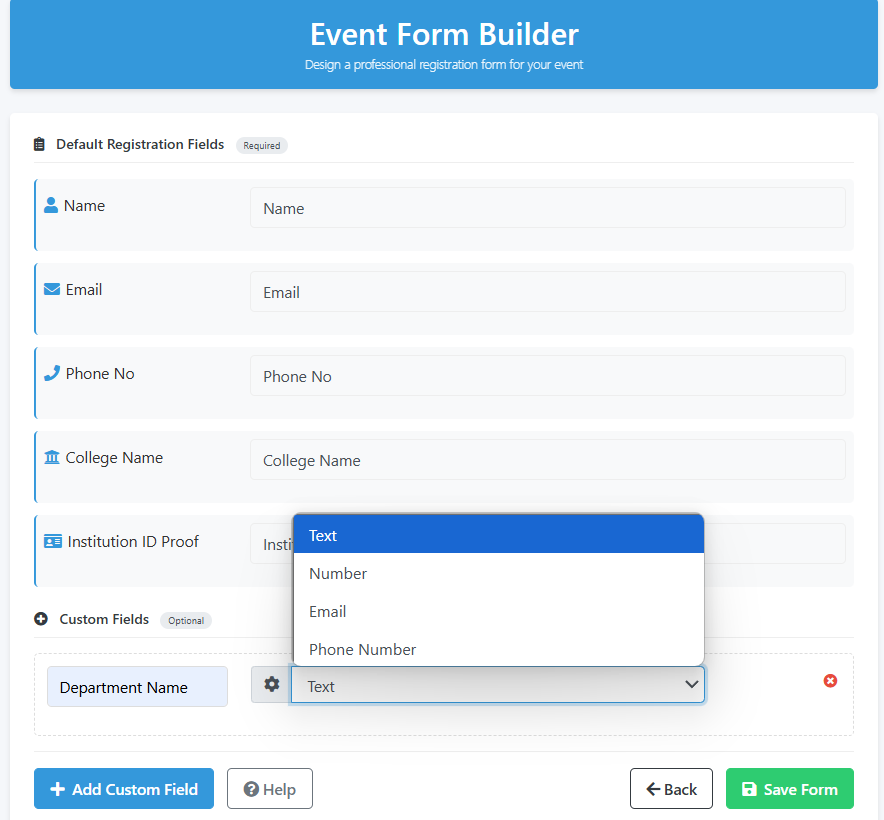 Event Form Builder
Design a professional registration form for your event
Default Registration Fields Required
Name Name
Email Email
Phone No Phone No
College Name College Name
Institution ID Proof
Text
Number
Email
Phone Number
Custom Fields Optional
Department Name Text
Add Custom Field Help Back Save Form